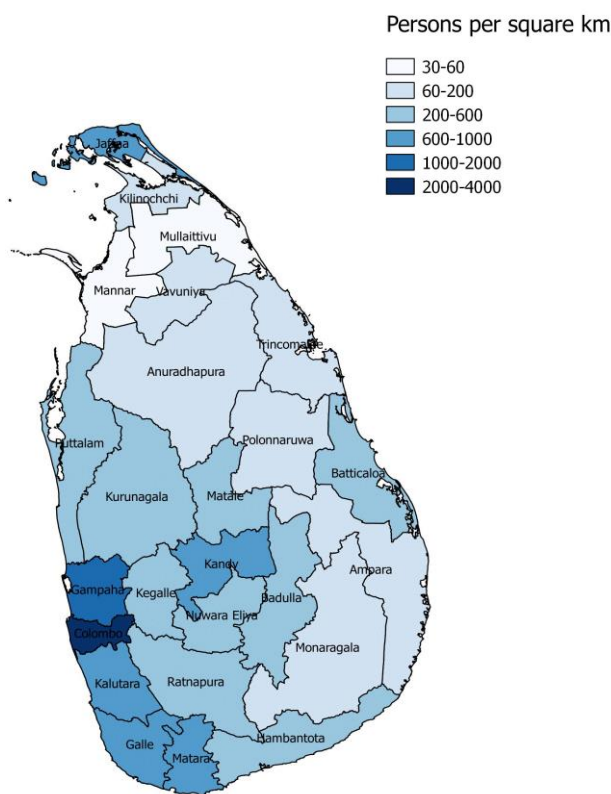 Persons per square km
30-60
60-200
200-600
600-1000
1000-2000
2000-4000
Jaffna
Kilinochchi
Mullaittivu
Mannar
Vavuniya
Trincomalee
Anuradhapura
Polonnaruwa
Puttalam
Batticaloa
Kurunagala
Matale
Kandy
Ampara
Gampaha
Kegalle
Badulla
Nuwara Eliya
Colombo
Monaragala
Kalutara
Ratnapura
Hambantota
Galle
Matara